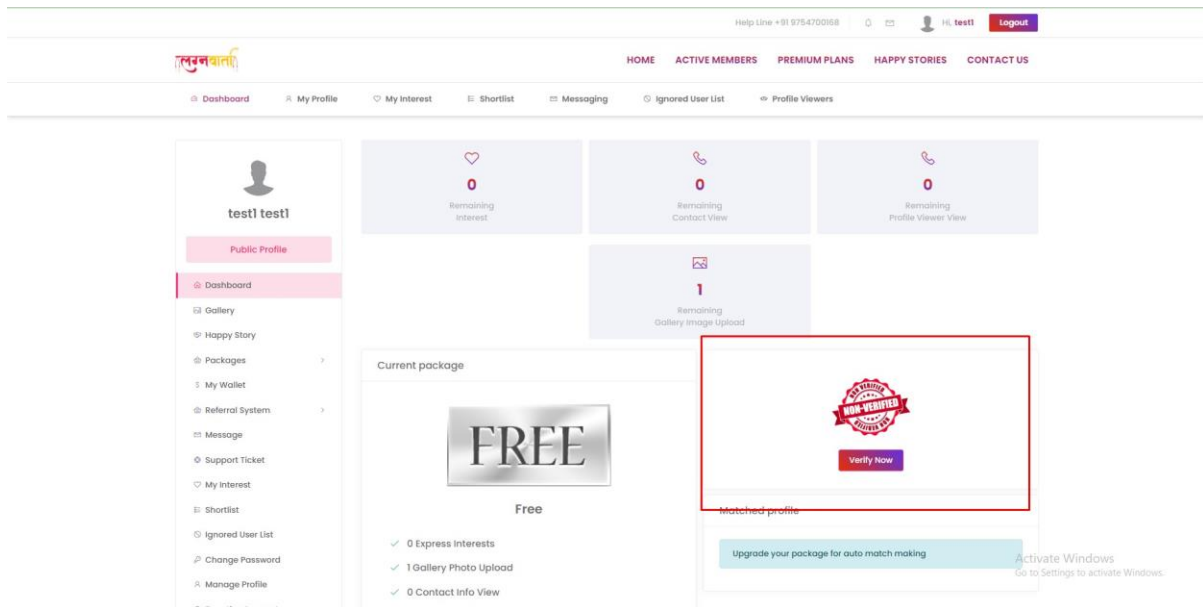 Help Line +91 9754700168
Hi, test1
Logout
लग्नवार्ता
HOME ACTIVE MEMBERS PREMIUM PLANS HAPPY STORIES CONTACT US
Dashboard My Profile My Interest Shortlist Messaging Ignored User List Profile Viewers
test1 test1
Public Profile
Dashboard
Gallery
Happy Story
Packages
My Wallet
Referral System
Message
Support Ticket
My Interest
Shortlist
Ignored User List
Change Password
Manage Profile
0
Remaining
Interest
0
Remaining
Contact View
0
Remaining
Profile Viewer View
1
Remaining
Gallery Image Upload
Current package
FREE
Free
0 Express Interests
1 Gallery Photo Upload
0 Contact Info View
NON-VERIFIED
NON-VERIFIED
Verify Now
Matched profile
Upgrade your package for auto match making
Activate Windows
Go to Settings to activate Windows.